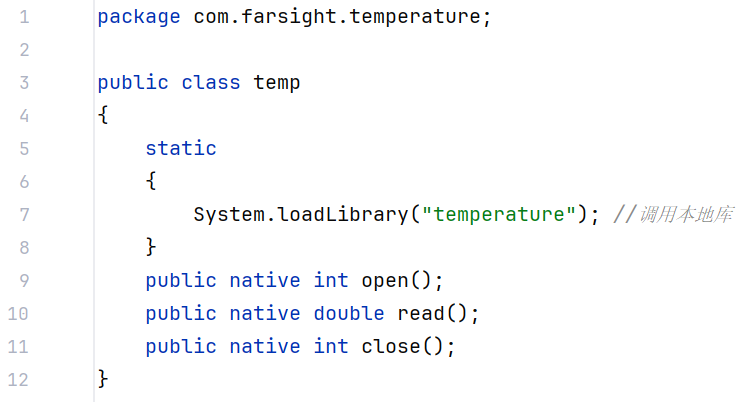 1 package com.farsight.temperature;
2
3 public class temp
4 {
5     static
6     {
7         System.loadLibrary("temperature"); //调用本地库
8     }
9     public native int open();
10     public native double read();
11     public native int close();
12 }